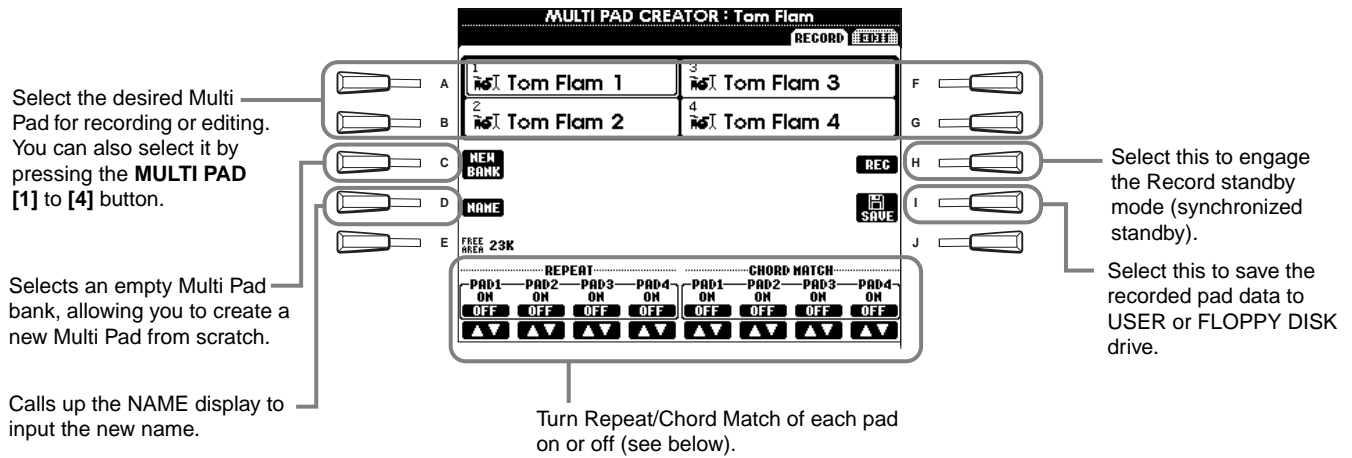 MULTI PAD CREATOR : Tom Flam
RECORD EDIT
Select the desired Multi
Pad for recording or editing.
You can also select it by
pressing the MULTI PAD
[1] to [4] button.
Selects an empty Multi Pad
bank, allowing you to create a
new Multi Pad from scratch.
Calls up the NAME display to
input the new name.
A
B
C
D
E
1
Tom Flam 1
2
Tom Flam 2
3
Tom Flam 3
4
Tom Flam 4
NEW
BANK
NAME
FREE
AREA 23K
REC
SAVE
REPEAT
PAD1 PAD2 PAD3 PAD4
ON ON ON ON
OFF OFF OFF OFF
CHORD MATCH
PAD1 PAD2 PAD3 PAD4
ON ON ON ON
OFF OFF OFF OFF
F
G
H
I
J
Select this to engage
the Record standby
mode (synchronized
standby).
Select this to save the
recorded pad data to
USER or FLOPPY DISK
drive.
Turn Repeat/Chord Match of each pad
on or off (see below).